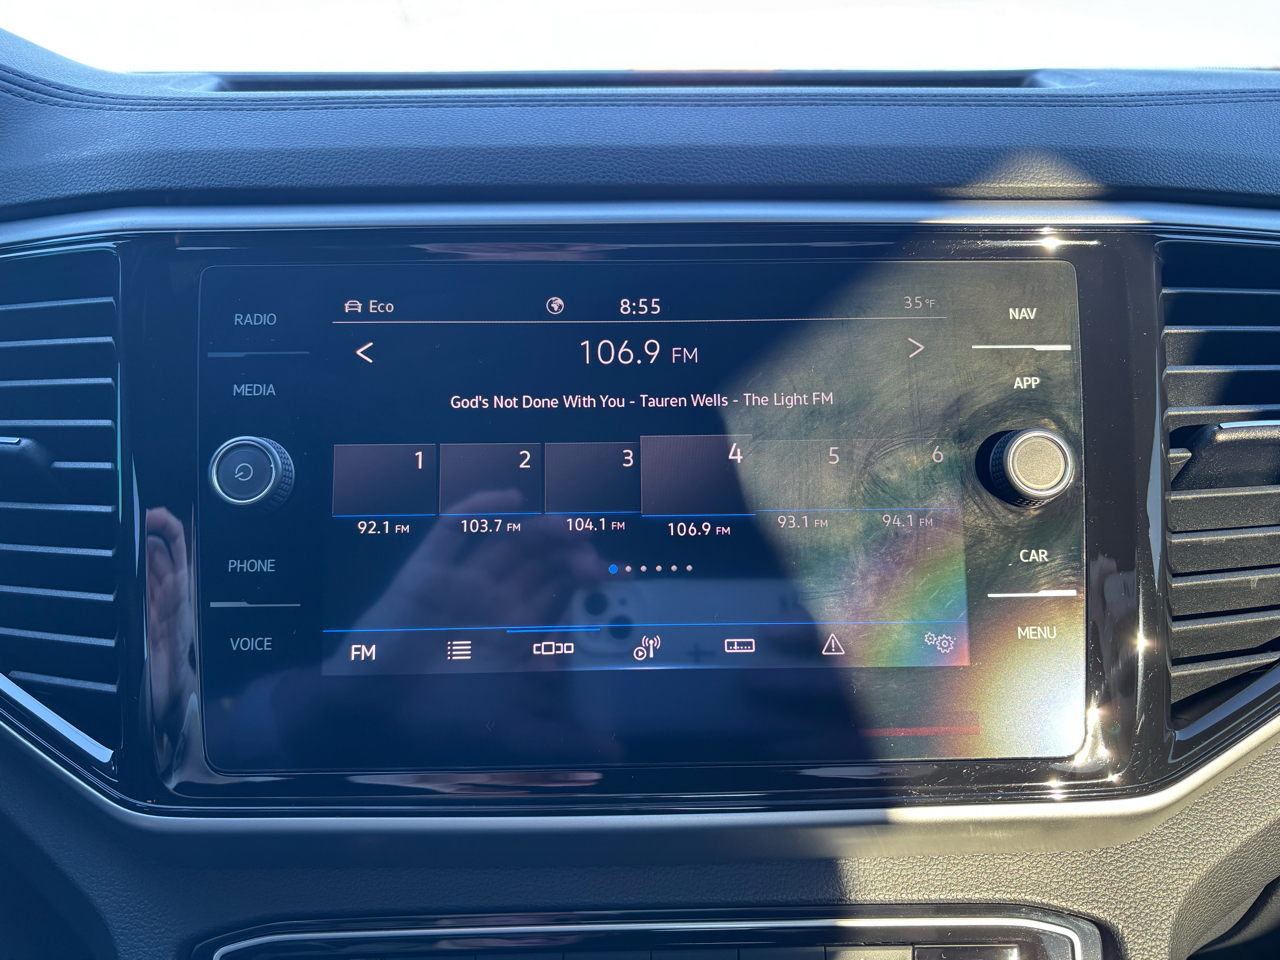 RADIO
MEDIA
PHONE
VOICE
Eco
8:55
35°F
< 106.9 FM >
God's Not Done With You - Tauren Wells - The Light FM
1 2 3 4 5 6
92.1 FM 103.7 FM 104.1 FM 106.9 FM 93.1 FM 94.1 FM
FM
NAV
APP
CAR
MENU